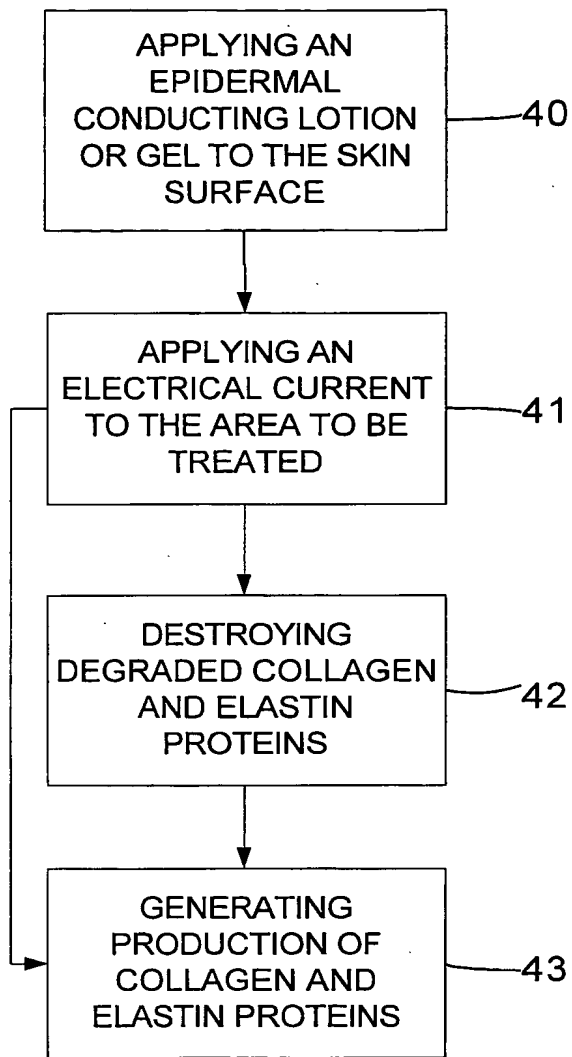 APPLYING AN
EPIDERMAL
CONDUCTING LOTION
OR GEL TO THE SKIN
SURFACE
40
APPLYING AN
ELECTRICAL CURRENT
TO THE AREA TO BE
TREATED
41
DESTROYING
DEGRADED COLLAGEN
AND ELASTIN
PROTEINS
42
GENERATING
PRODUCTION OF
COLLAGEN AND
ELASTIN PROTEINS
43